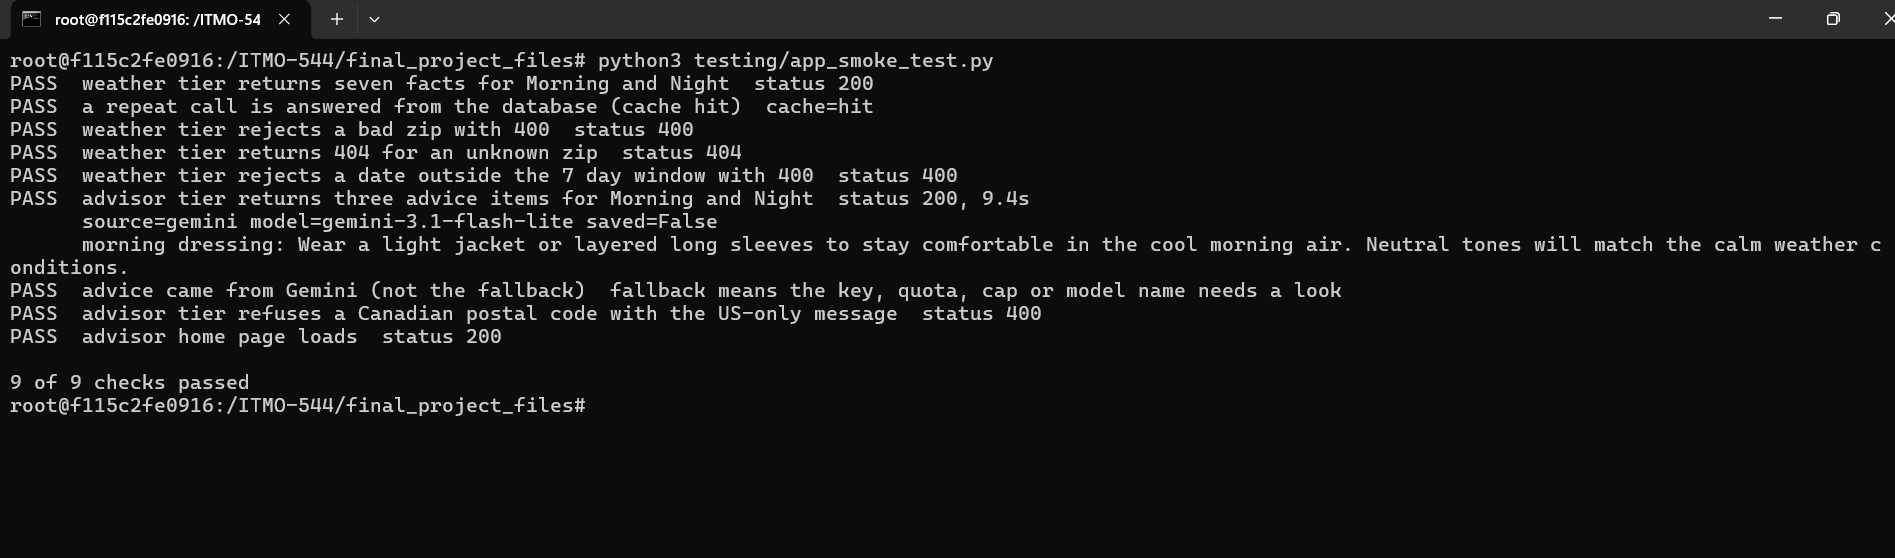 root@f115c2fe0916: /ITMO-54
root@f115c2fe0916:/ITMO-544/final_project_files# python3 testing/app_smoke_test.py
PASS  weather tier returns seven facts for Morning and Night  status 200
PASS  a repeat call is answered from the database (cache hit)  cache=hit
PASS  weather tier rejects a bad zip with 400  status 400
PASS  weather tier returns 404 for an unknown zip  status 404
PASS  weather tier rejects a date outside the 7 day window with 400  status 400
PASS  advisor tier returns three advice items for Morning and Night  status 200, 9.4s
      source=gemini model=gemini-3.1-flash-lite saved=False
      morning dressing: Wear a light jacket or layered long sleeves to stay comfortable in the cool morning air. Neutral tones will match the calm weather c
onditions.
PASS  advice came from Gemini (not the fallback)  fallback means the key, quota, cap or model name needs a look
PASS  advisor tier refuses a Canadian postal code with the US-only message  status 400
PASS  advisor home page loads  status 200
9 of 9 checks passed
root@f115c2fe0916:/ITMO-544/final_project_files#